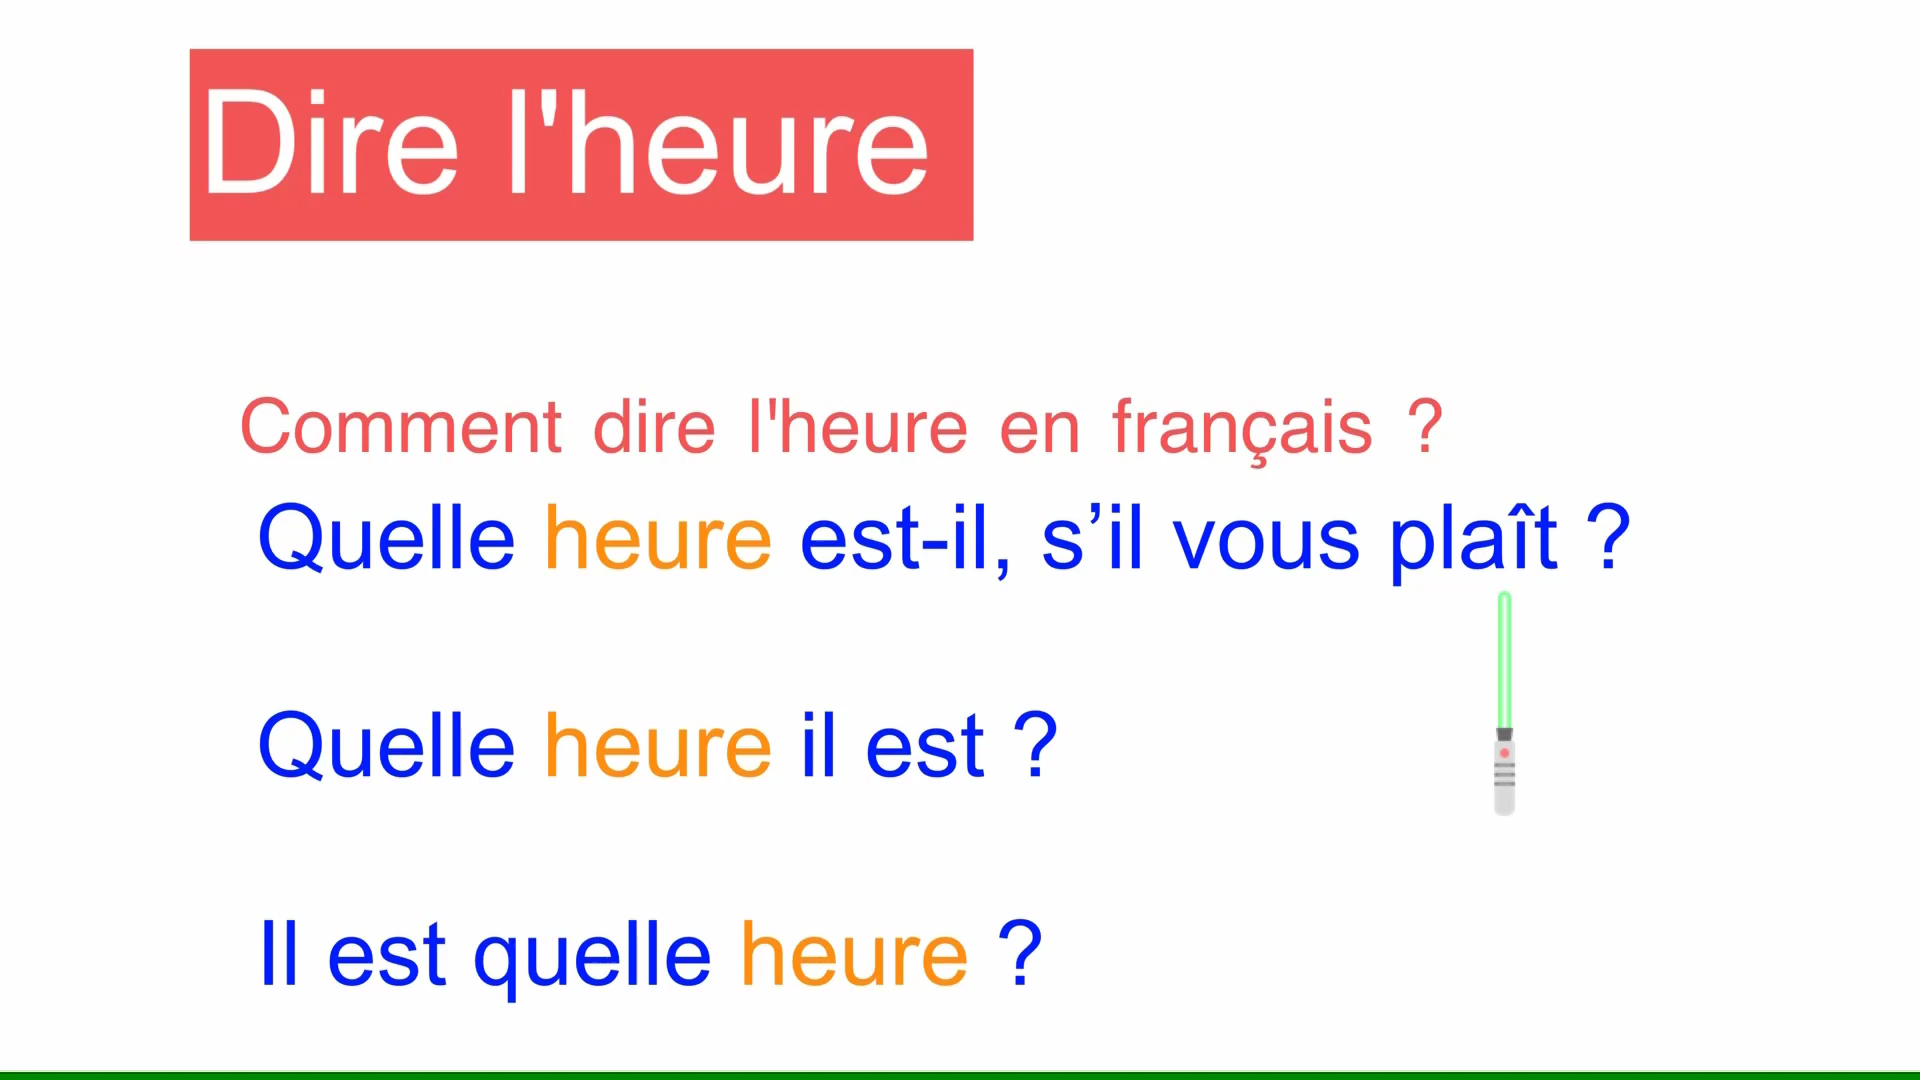 Dire l'heure
Comment dire l'heure en français ?
Quelle heure est-il, s’il vous plaît ?
Quelle heure il est ?
Il est quelle heure ?